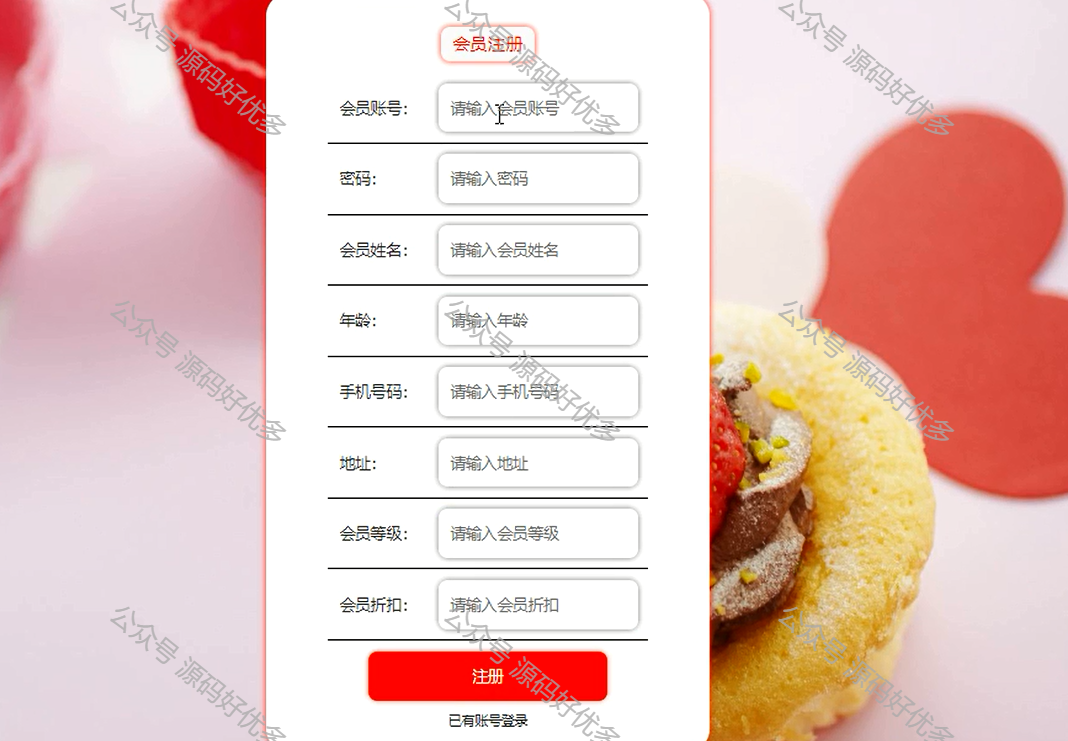 会员注册
会员账号：
请输入会员账号
密码：
请输入密码
会员姓名：
请输入会员姓名
年龄：
请输入年龄
手机号码：
请输入手机号码
地址：
请输入地址
会员等级：
请输入会员等级
会员折扣：
请输入会员折扣
注册
已有账号登录
公众号 源码好优多
公众号 源码好优多
公众号 源码好优多
公众号 源码好优多
公众号 源码好优多
公众号 源码好优多
公众号 源码好优多
公众号 源码好优多
公众号 源码好优多